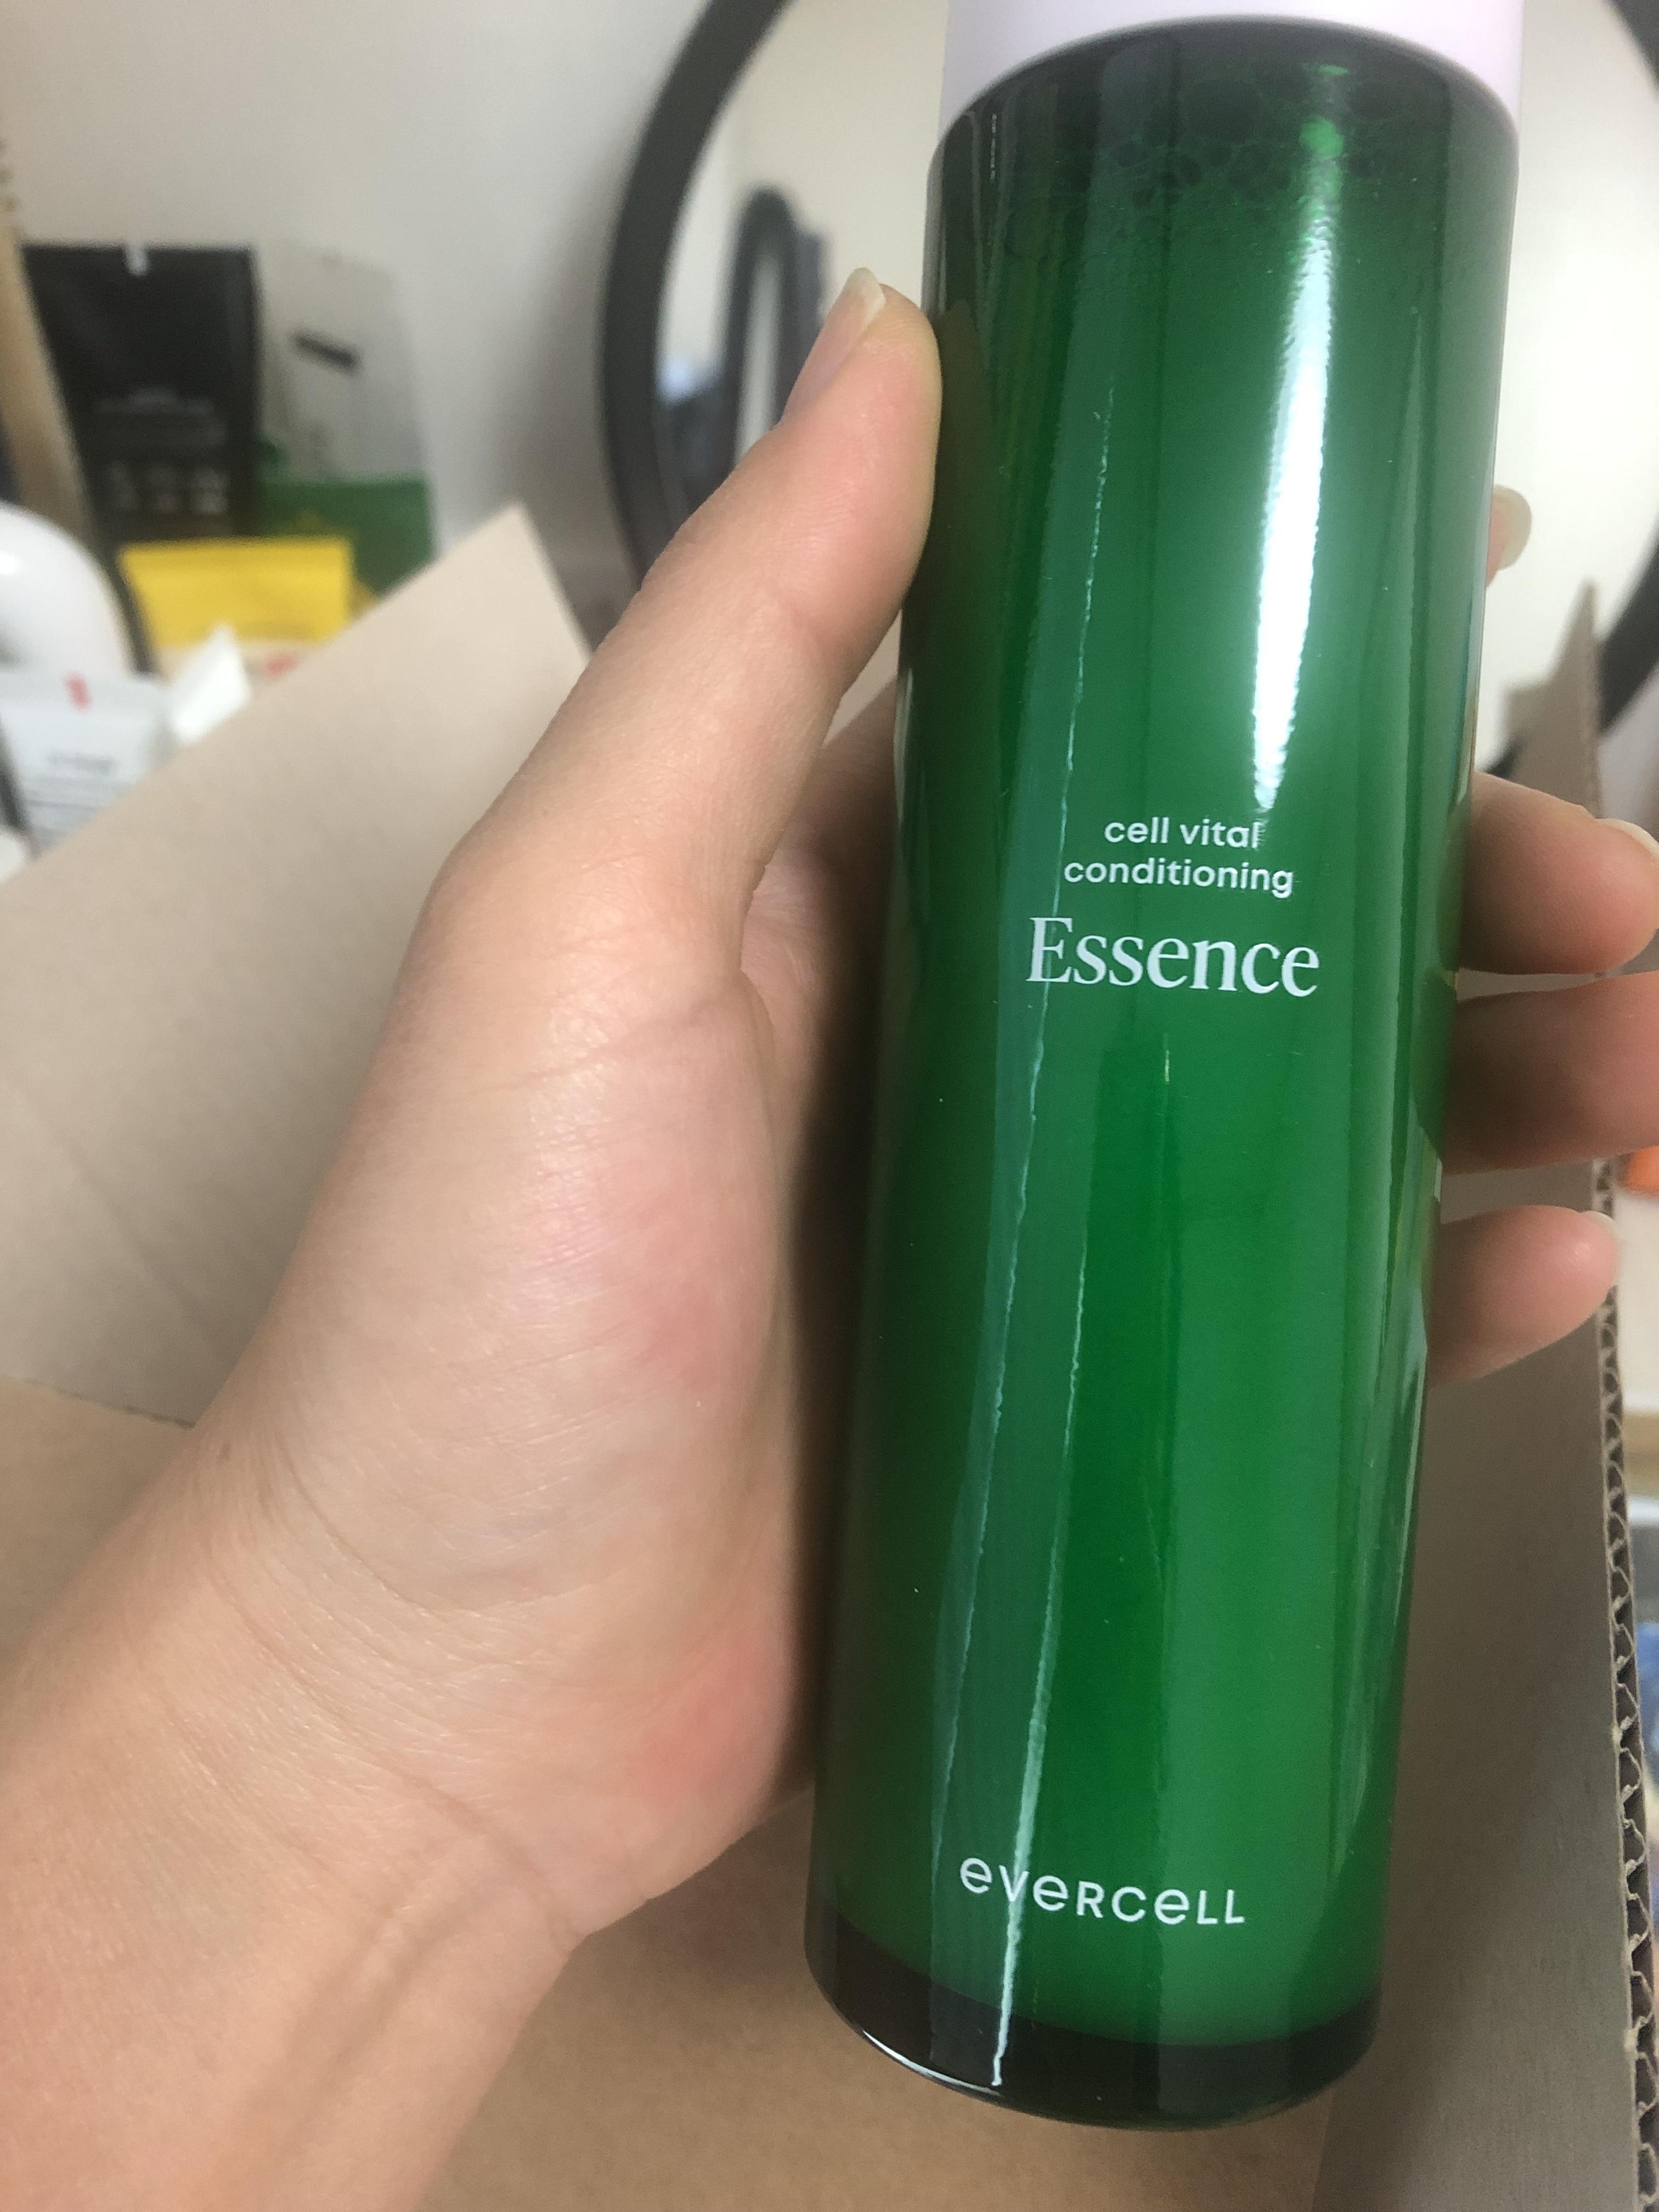 cell vital
conditioning
Essence
eveRceLL